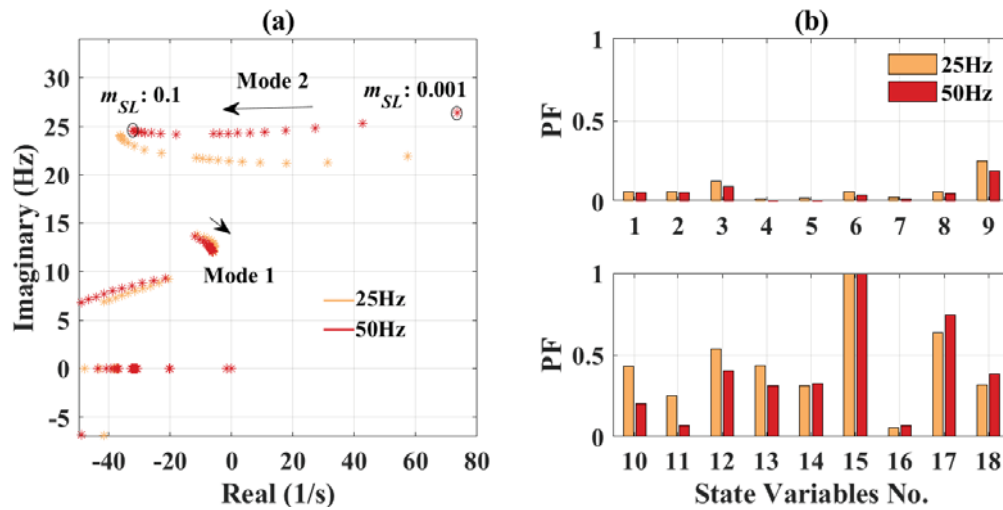 (a)
Imaginary (Hz)
30
25
20
15
10
5
0
-5
m_SL: 0.1
Mode 2
m_SL: 0.001
Mode 1
25Hz
50Hz
-40 -20 0 20 40 60 80
Real (1/s)
(b)
PF
1
0.5
0
25Hz
50Hz
1 2 3 4 5 6 7 8 9
PF
1
0.5
0
10 11 12 13 14 15 16 17 18
State Variables No.